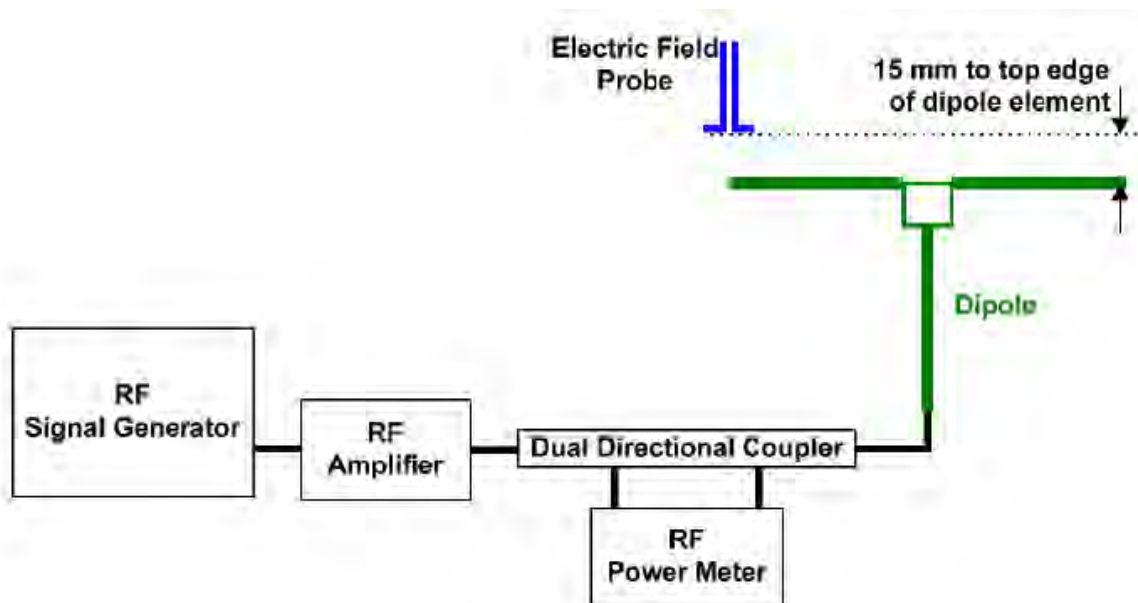 Electric Field
Probe
15 mm to top edge
of dipole element
Dipole
RF
Signal Generator
RF
Amplifier
Dual Directional Coupler
RF
Power Meter